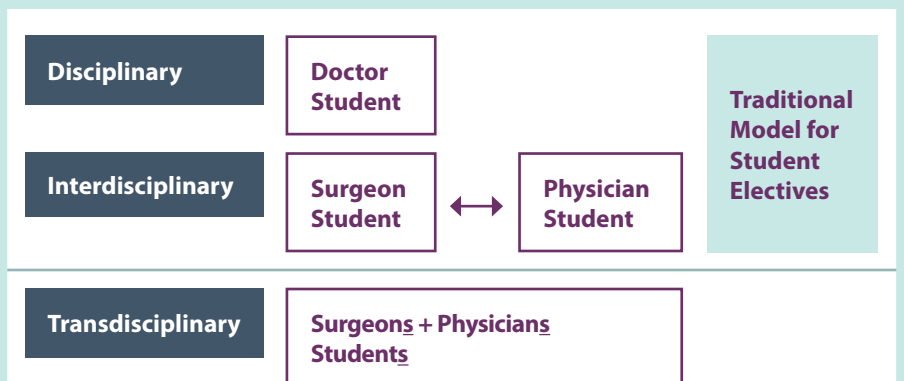 Disciplinary
Doctor
Student
Traditional
Model for
Student
Electives
Interdisciplinary
Surgeon
Student
Physician
Student
Transdisciplinary
Surgeons + Physicians
Students